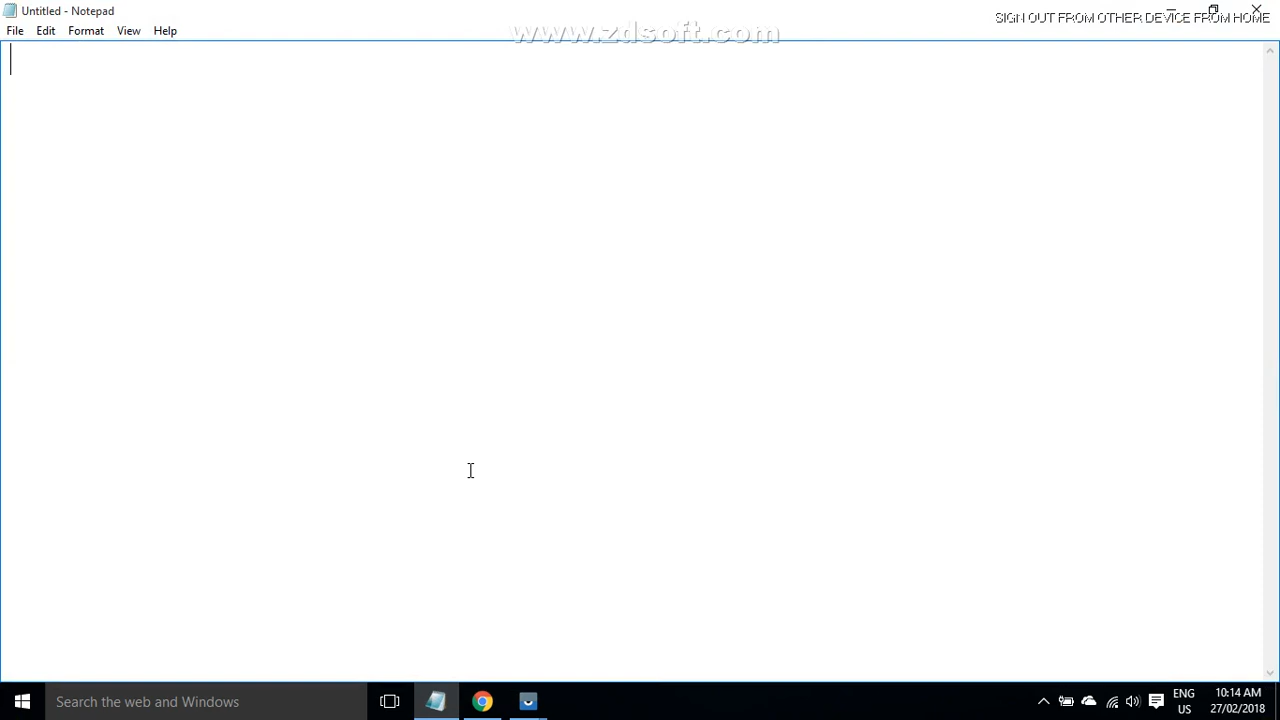 Untitled - Notepad
SIGN OUT FROM OTHER DEVICE FROM HOME
File Edit Format View Help
www.zdsoft.com
Search the web and Windows
ENG
US
10:14 AM
27/02/2018